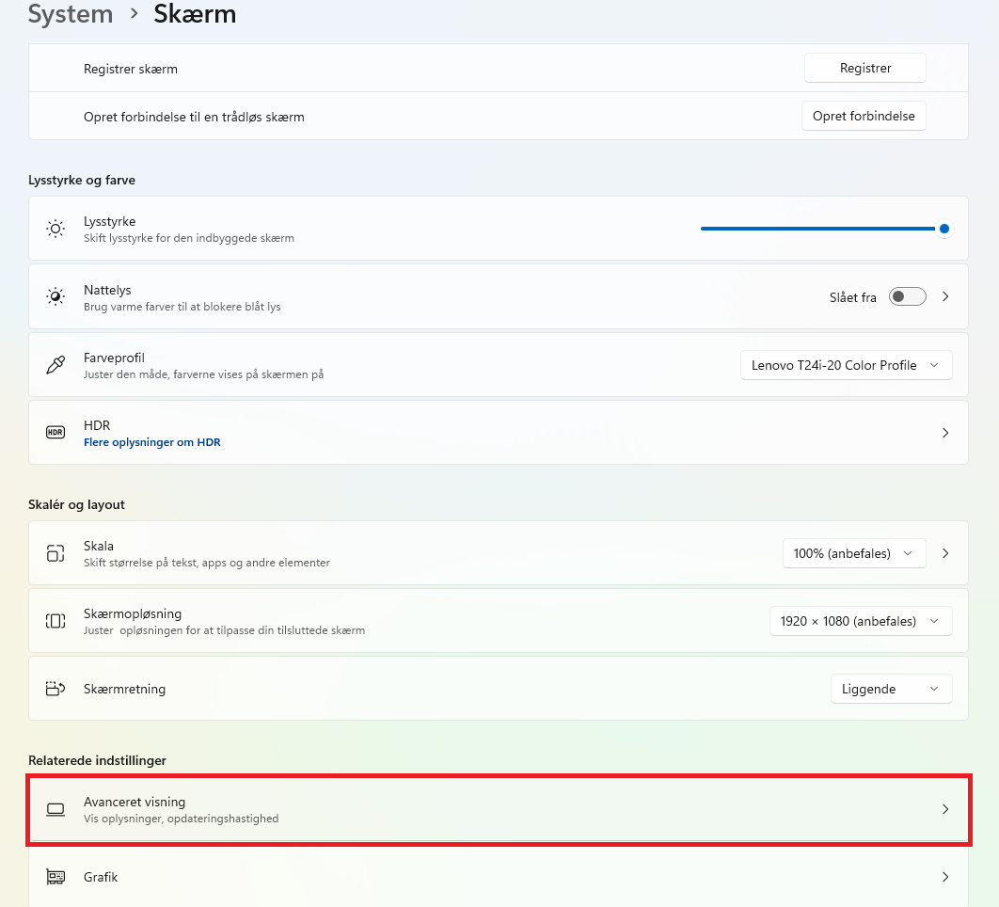 System > Skærm
Registrer skærm
Registrer
Opret forbindelse til en trådløs skærm
Opret forbindelse
Lysstyrke og farve
Lysstyrke
Skift lysstyrke for den indbyggede skærm
Nattelys
Brug varme farver til at blokere blåt lys
Slået fra
Farveprofil
Juster den måde, farverne vises på skærmen på
Lenovo T24i-20 Color Profile
HDR
HDR
Flere oplysninger om HDR
Skalér og layout
Skala
Skift størrelse på tekst, apps og andre elementer
100% (anbefales)
Skærmopløsning
Juster  opløsningen for at tilpasse din tilsluttede skærm
1920 × 1080 (anbefales)
Skærmretning
Liggende
Relaterede indstillinger
Avanceret visning
Vis oplysninger, opdateringshastighed
Grafik